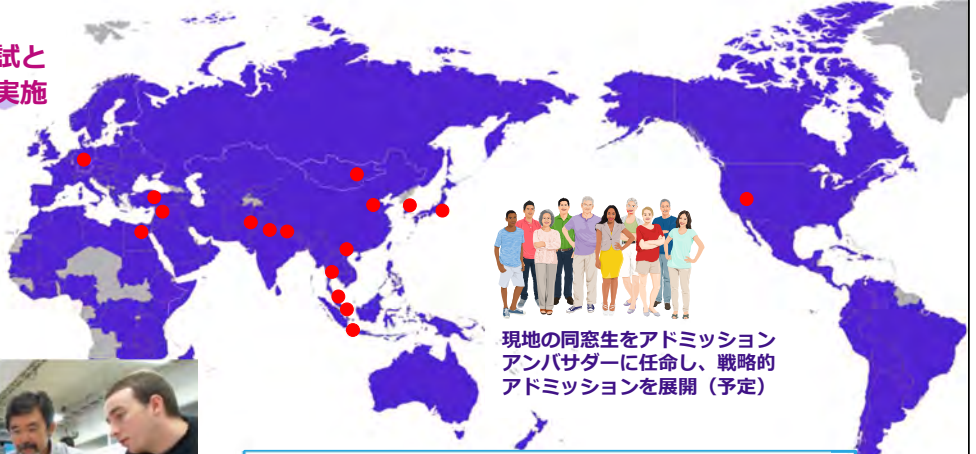 試と
実施
現地の同窓生をアドミッション
アンバサダーに任命し、戦略的
アドミッションを展開（予定）